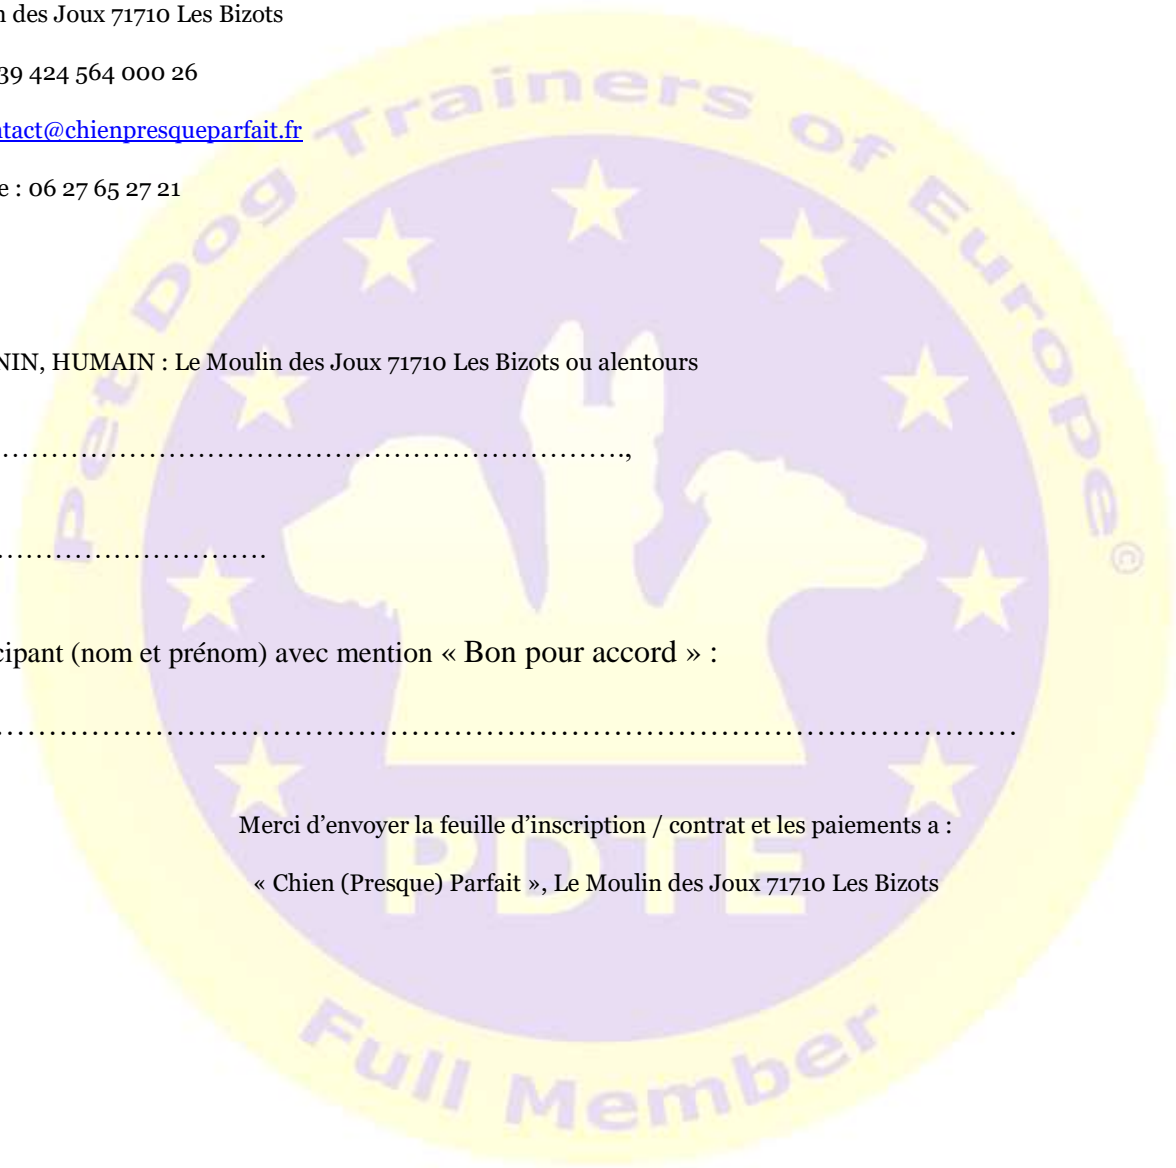 n des Joux 71710 Les Bizots
39 424 564 000 26
ntact@chienpresqueparfait.fr
e : 06 27 65 27 21
NIN, HUMAIN : Le Moulin des Joux 71710 Les Bizots ou alentours
……………………………………………………….,
……………………….
cipant (nom et prénom) avec mention « Bon pour accord » :
…………………………………………………………………………………………
Merci d’envoyer la feuille d’inscription / contrat et les paiements a :
« Chien (Presque) Parfait », Le Moulin des Joux 71710 Les Bizots
Pet Dog Trainers of Europe©
PDTE
Full Member